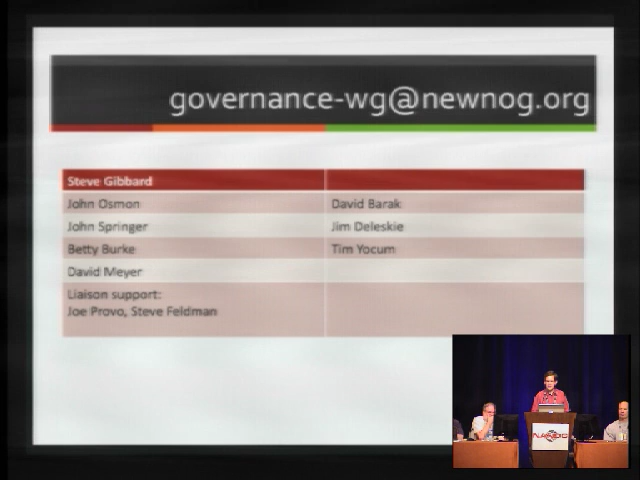 governance-wg@newnog.org
Steve Gibbard
John Osmon
David Barak
John Springer
Jim Deleskie
Betty Burke
Tim Yocum
David Meyer
Liaison support:
Joe Provo, Steve Feldman
NANOG